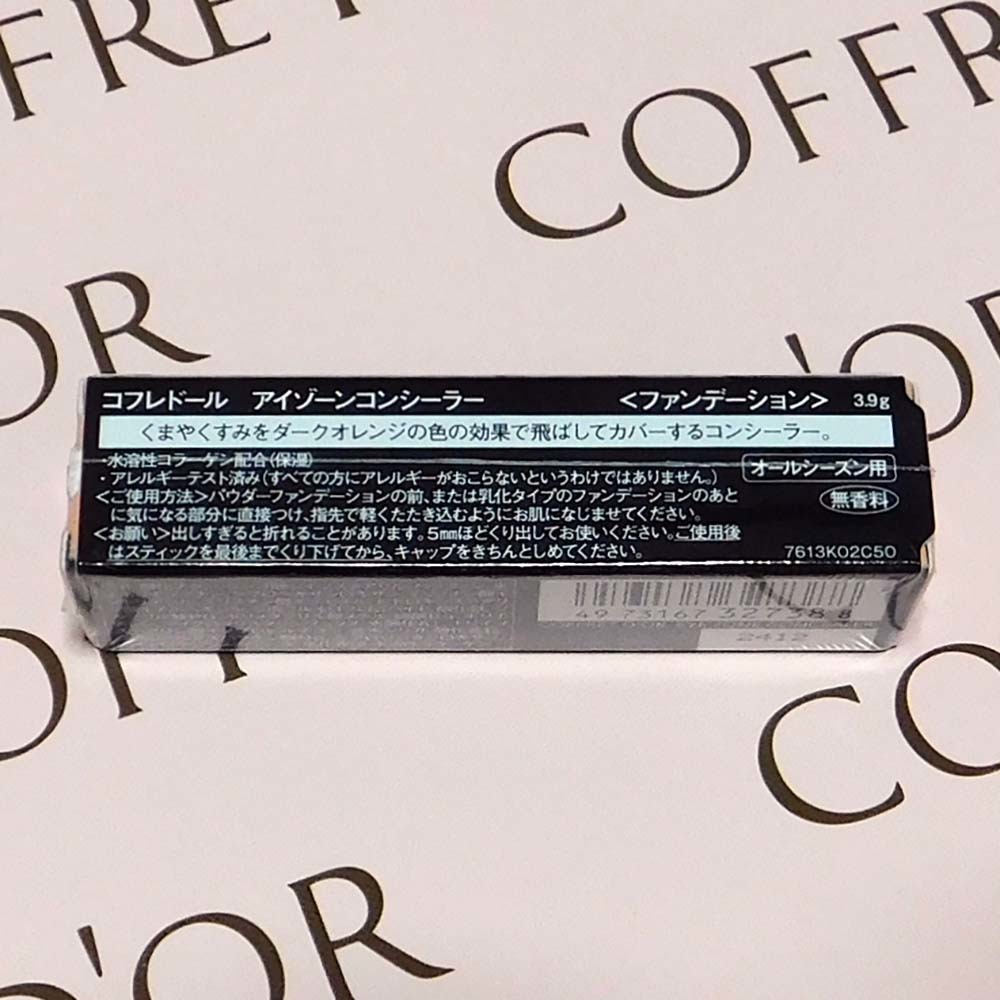 COFFRET
COFFR
D'OR
'O
コフレドール アイゾーンコンシーラー <ファンデーション> 3.9g
くまやくすみをダークオレンジの色の効果で飛ばしてカバーするコンシーラー。
・水溶性コラーゲン配合(保湿)
・アレルギーテスト済み(すべての方にアレルギーがおこらないというわけではありません。)
オールシーズン用
<ご使用方法>パウダーファンデーションの前、または乳化タイプのファンデーションのあと
に気になる部分に直接つけ、指先で軽くたたき込むようにお肌になじませてください。
無香料
<お願い>出しすぎると折れることがあります。5mmほどくり出してお使いください。ご使用後
はスティックを最後までくり下げてから、キャップをきちんとしめてください。
7613K02C50
4973167327388
2412
COFF
CO
D'OR